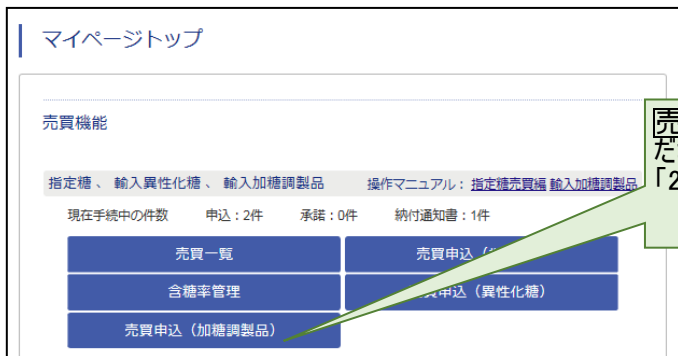 マイページトップ
売買機能
指定糖 、 輸入異性化糖 、 輸入加糖調製品 操作マニュアル： 指定糖売買編 輸入加糖調製品
現在手続中の件数 申込：2件 承諾：0件 納付通知書：1件
売買一覧 売買申込
含糖率管理 申込（異性化糖）
売買申込（加糖調製品）
売
だ
「2